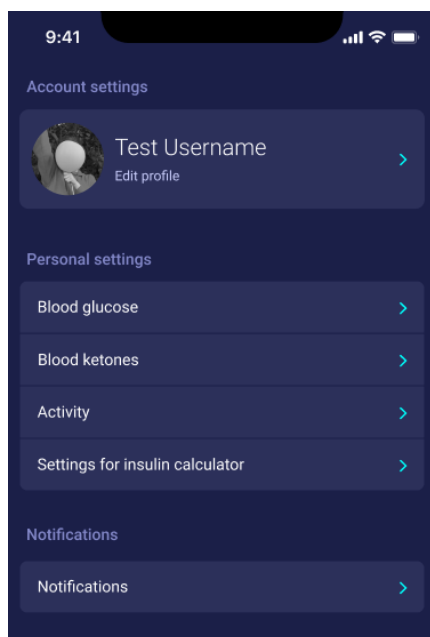 9:41
Account settings
Test Username
Edit profile
Personal settings
Blood glucose
Blood ketones
Activity
Settings for insulin calculator
Notifications
Notifications